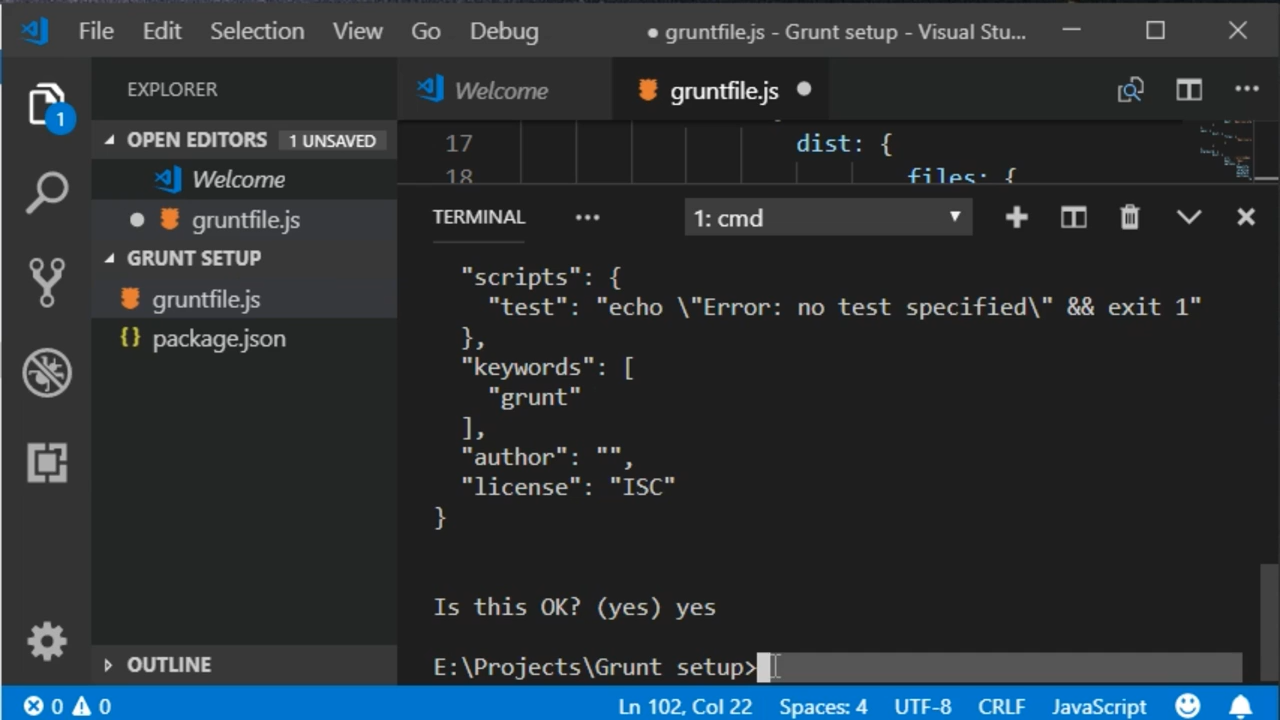 File Edit Selection View Go Debug ● gruntfile.js - Grunt setup - Visual Stu...
EXPLORER
Welcome gruntfile.js
OPEN EDITORS 1 UNSAVED
Welcome
gruntfile.js
GRUNT SETUP
gruntfile.js
{} package.json
OUTLINE
1
17 dist: {
18 files: {
TERMINAL ... 1: cmd
"scripts": {
"test": "echo \"Error: no test specified\" && exit 1"
},
"keywords": [
"grunt"
],
"author": "",
"license": "ISC"
}
Is this OK? (yes) yes
E:\Projects\Grunt setup>
0 0 Ln 102, Col 22 Spaces: 4 UTF-8 CRLF JavaScript